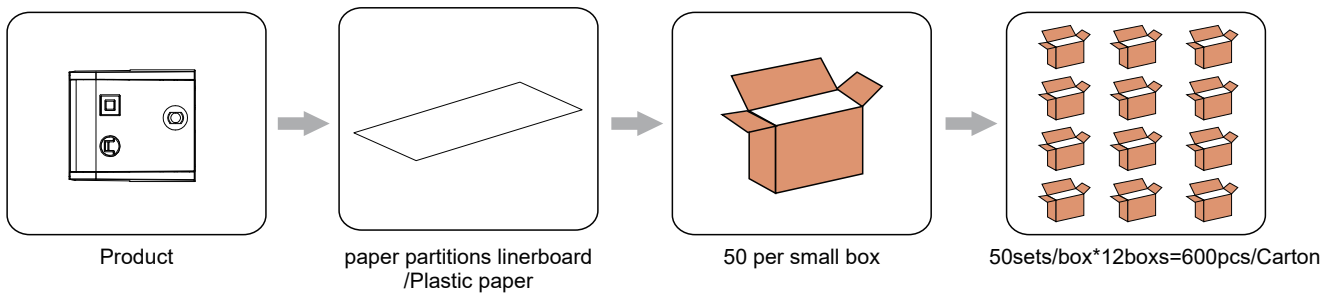 Product
paper partitions linerboard
/Plastic paper
50 per small box
50sets/box*12boxs=600pcs/Carton